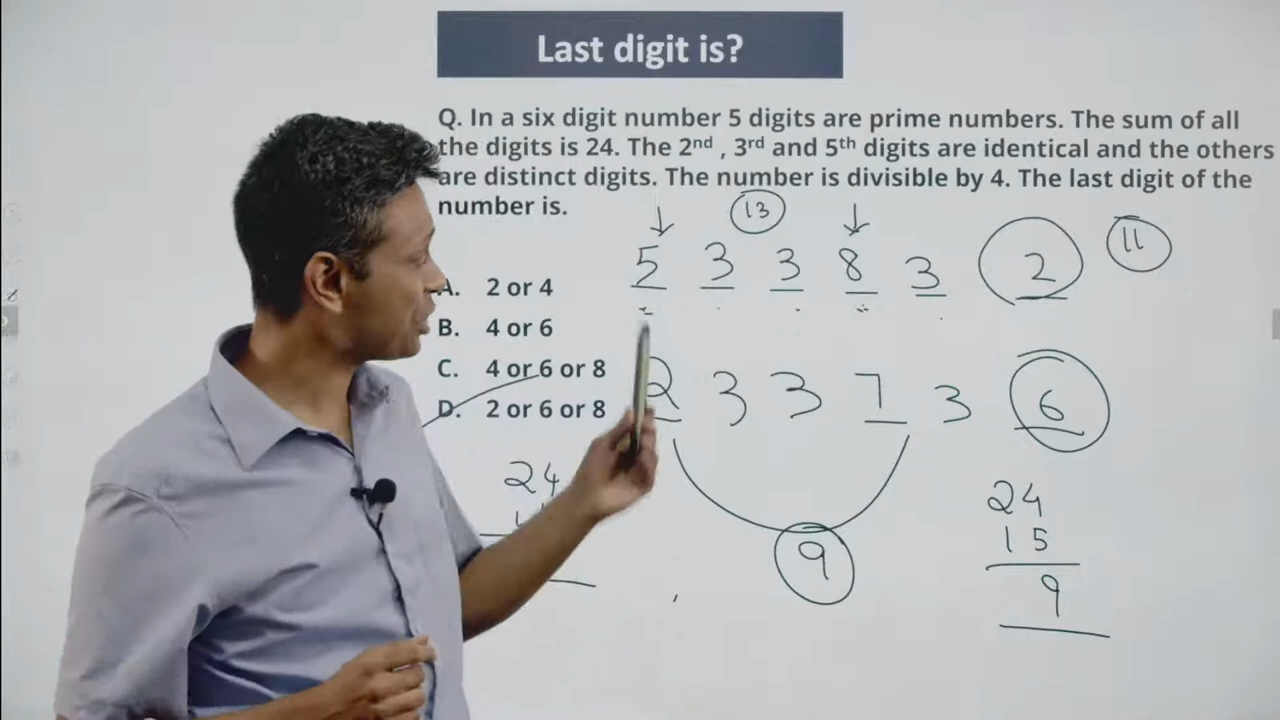 Last digit is?
Q. In a six digit number 5 digits are prime numbers. The sum of all
the digits is 24. The 2nd , 3rd and 5th digits are identical and the others
are distinct digits. The number is divisible by 4. The last digit of the
number is.
13
11
5 3 3 8 3 2
A. 2 or 4
B. 4 or 6
C. 4 or 6 or 8
D. 2 or 6 or 8
2 3 3 7 3 6
9
24
24
15
9